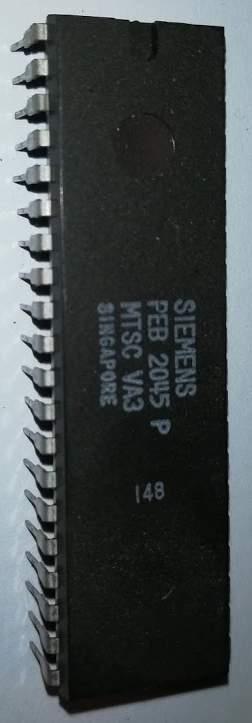 SIEMENS
PEB 2045 P
MTSC VA3
SINGAPORE
148